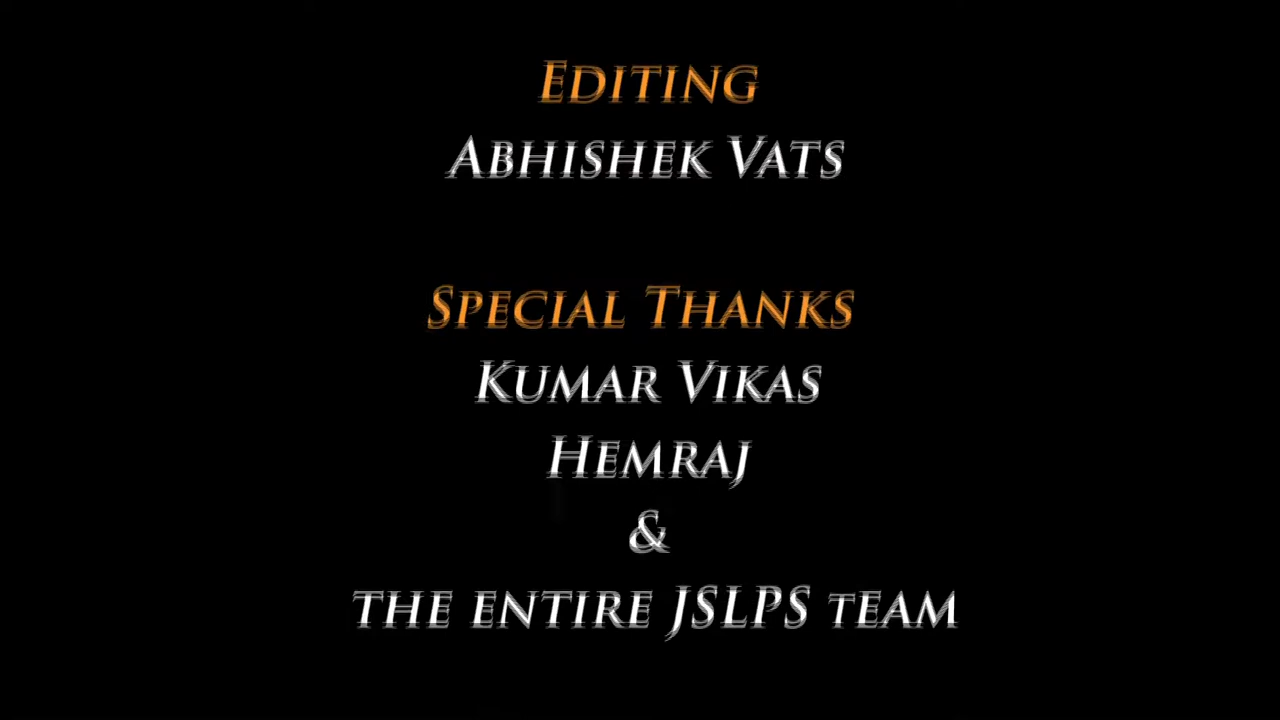 Editing
Abhishek Vats
Special Thanks
Kumar Vikas
Hemraj
&
the entire JSLPS team